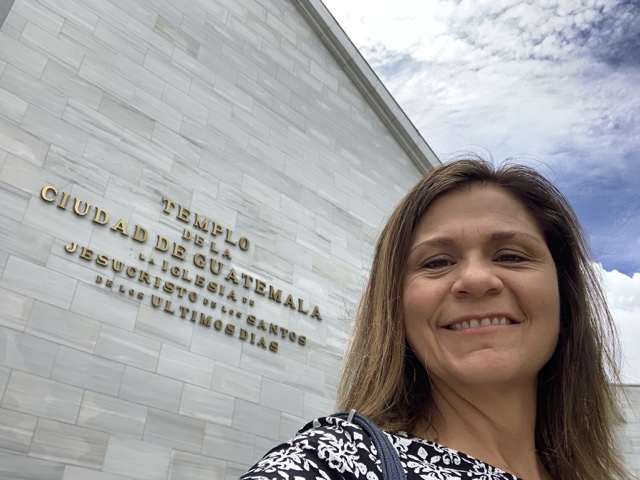 TEMPLO
DE LA
CIUDAD DE GUATEMALA
LA IGLESIA DE
JESUCRISTO DE LOS SANTOS
DE LOS ULTIMOS DIAS